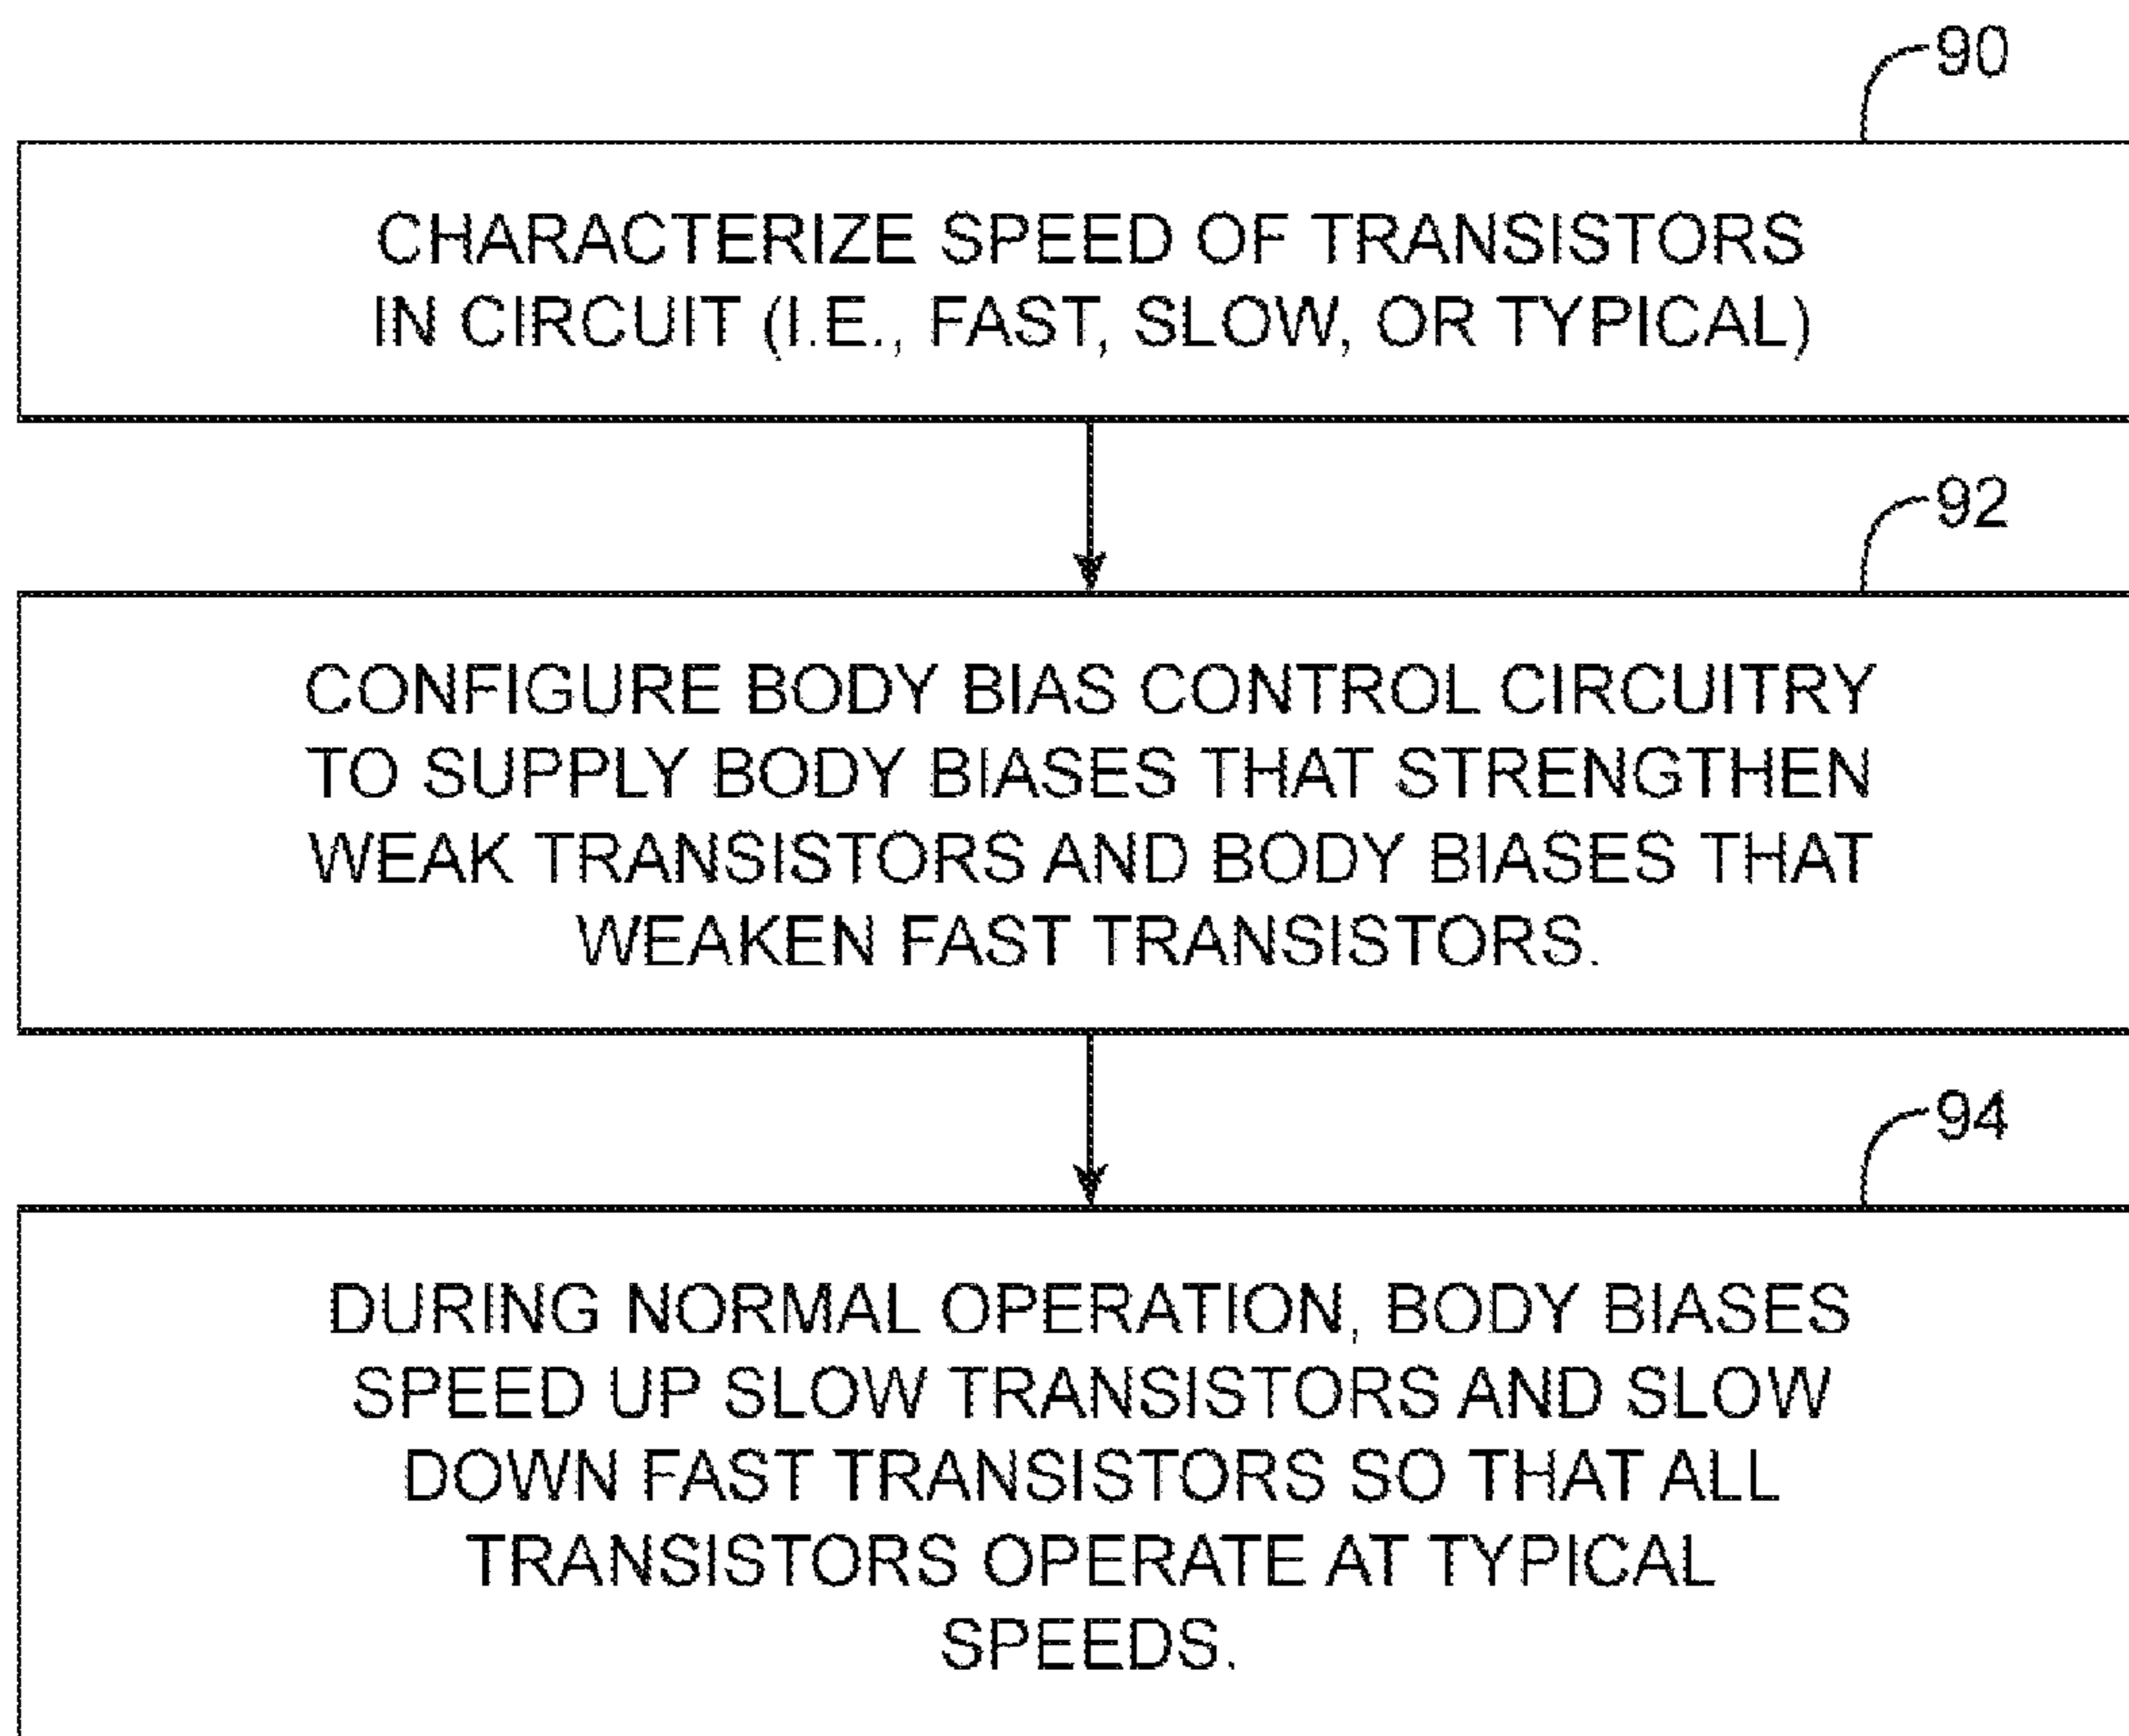 90
CHARACTERIZE SPEED OF TRANSISTORS
IN CIRCUIT (I.E., FAST, SLOW, OR TYPICAL)
92
CONFIGURE BODY BIAS CONTROL CIRCUITRY
TO SUPPLY BODY BIASES THAT STRENGTHEN
WEAK TRANSISTORS AND BODY BIASES THAT
WEAKEN FAST TRANSISTORS.
94
DURING NORMAL OPERATION, BODY BIASES
SPEED UP SLOW TRANSISTORS AND SLOW
DOWN FAST TRANSISTORS SO THAT ALL
TRANSISTORS OPERATE AT TYPICAL
SPEEDS.